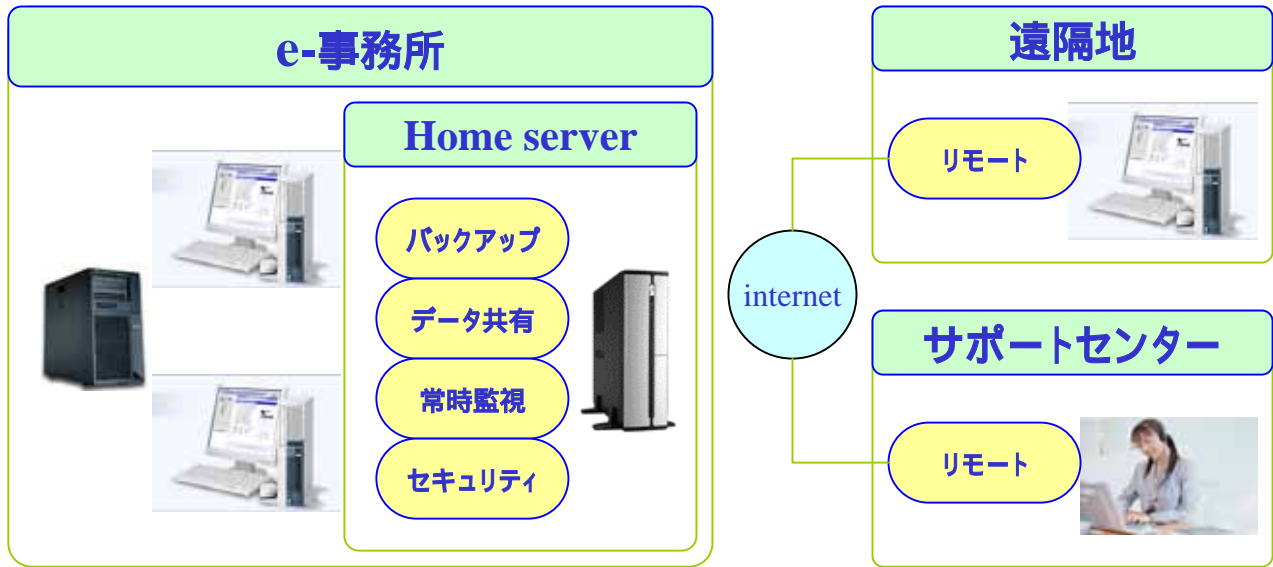 e-事務所
Home server
バックアップ
データ共有
常時監視
セキュリティ
internet
遠隔地
リモート
サポートセンター
リモート